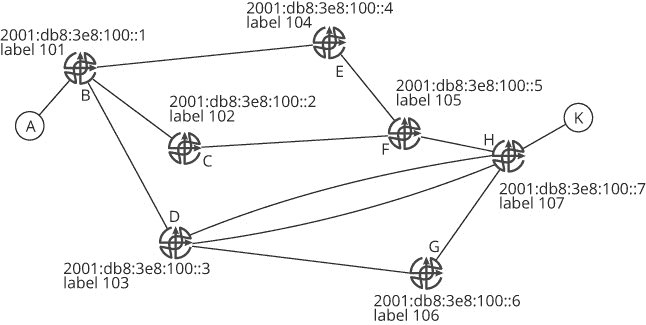 2001:db8:3e8:100::4
label 104
2001:db8:3e8:100::1
label 101
E
B
2001:db8:3e8:100::5
label 105
2001:db8:3e8:100::2
label 102
A
K
H
F
C
2001:db8:3e8:100::7
label 107
D
G
2001:db8:3e8:100::3
label 103
2001:db8:3e8:100::6
label 106